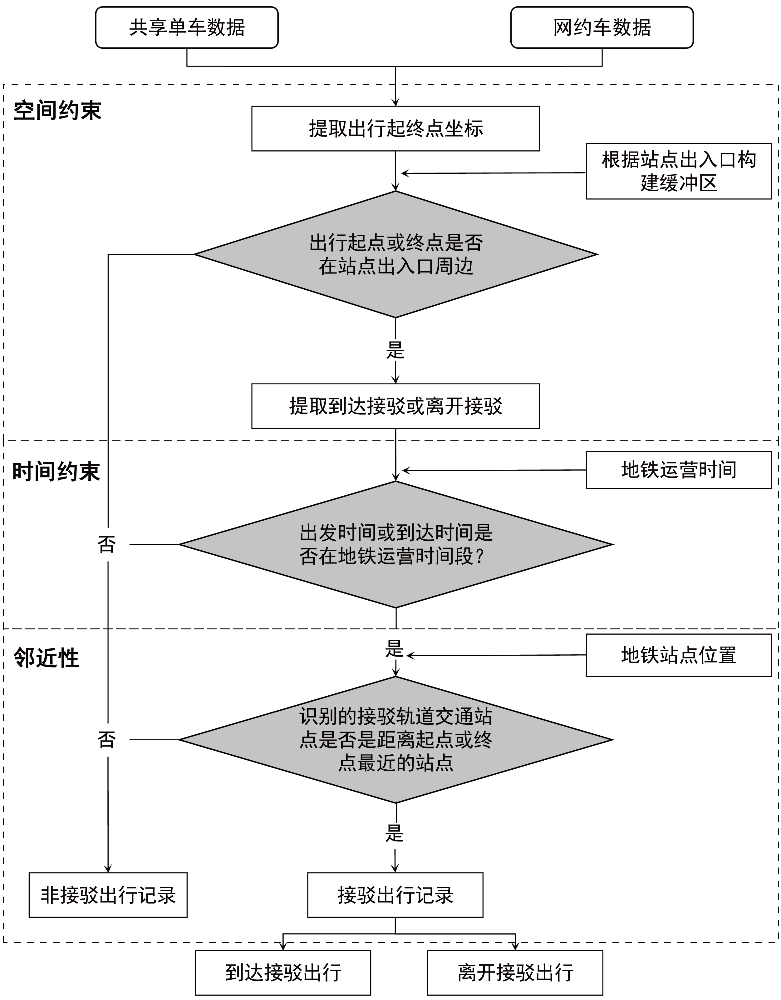 共享单车数据
网约车数据
空间约束
提取出行起终点坐标
根据站点出入口构
建缓冲区
出行起点或终点是否
在站点出入口周边
是
提取到达接驳或离开接驳
时间约束
地铁运营时间
出发时间或到达时间是
否在地铁运营时间段？
否
邻近性
是
地铁站点位置
识别的接驳轨道交通站
点是否是距离起点或终
点最近的站点
否
是
非接驳出行记录
接驳出行记录
到达接驳出行
离开接驳出行